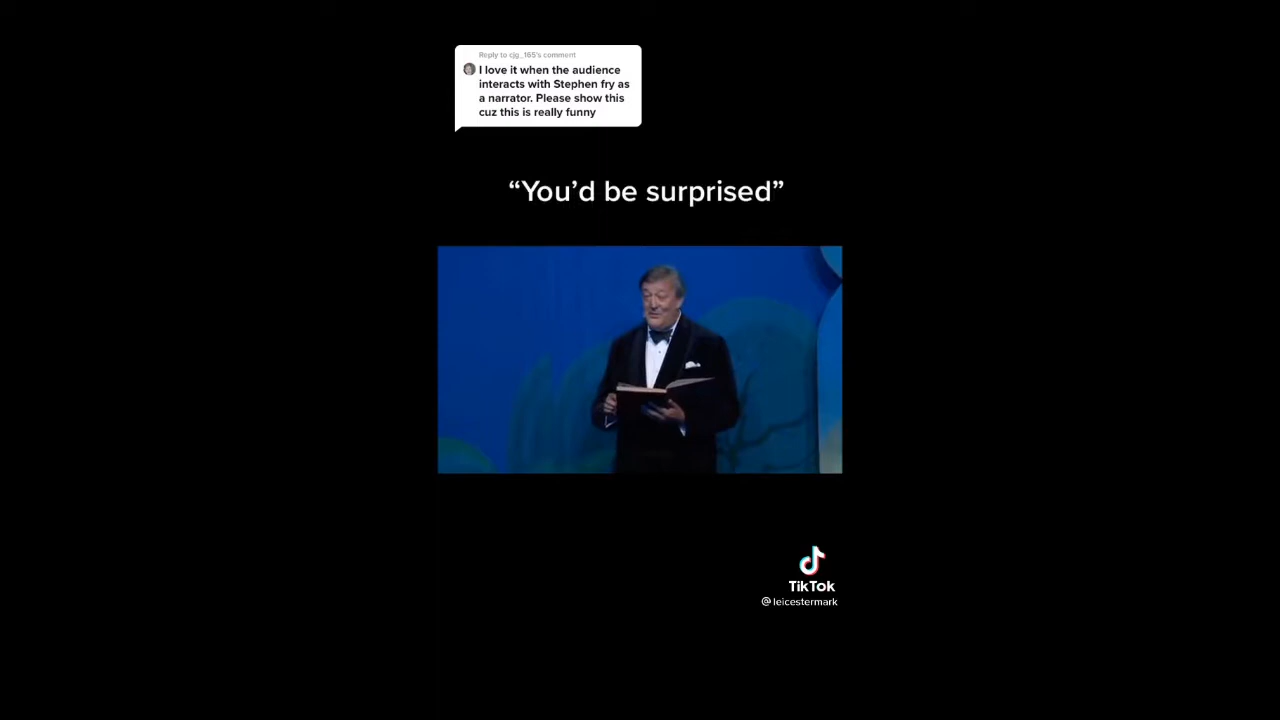 Reply to cjg_165's comment
I love it when the audience
interacts with Stephen fry as
a narrator. Please show this
cuz this is really funny
“You’d be surprised”
TikTok
@leicestermark